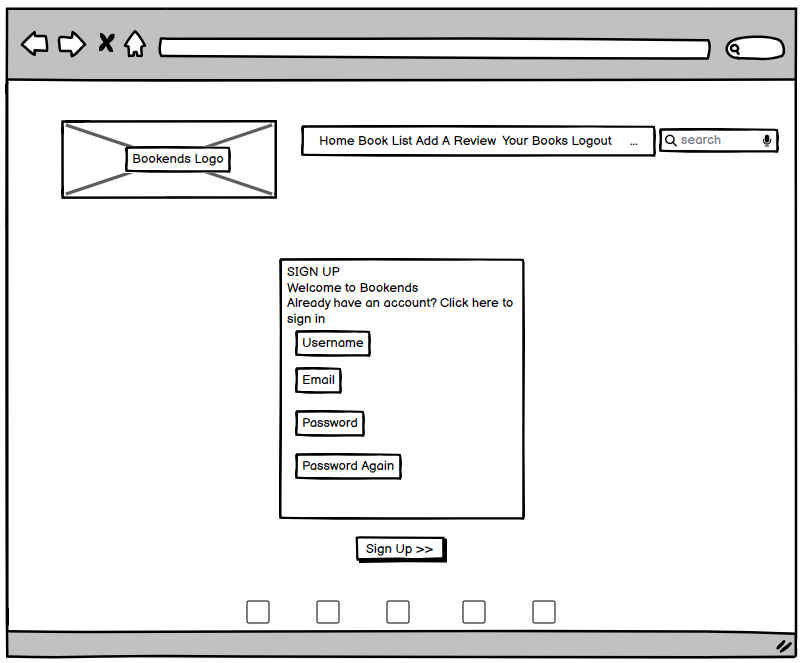 Bookends Logo
Home Book List Add A Review Your Books Logout ...
search
SIGN UP
Welcome to Bookends
Already have an account? Click here to
sign in
Username
Email
Password
Password Again
Sign Up >>